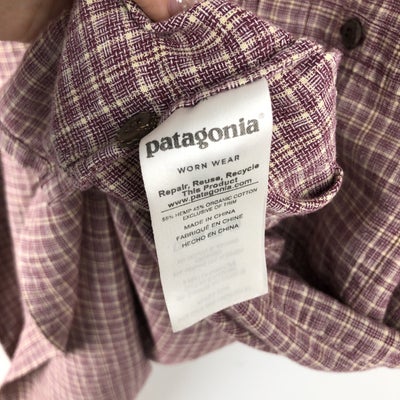 patagonia®
WORN WEAR
Repair, Reuse, Recycle
This Product
www.patagonia.com
55% HEMP 45% ORGANIC COTTON
EXCLUSIVE OF TRIM
MADE IN CHINA
FABRIQUÉ EN CHINE
HECHO EN CHINA